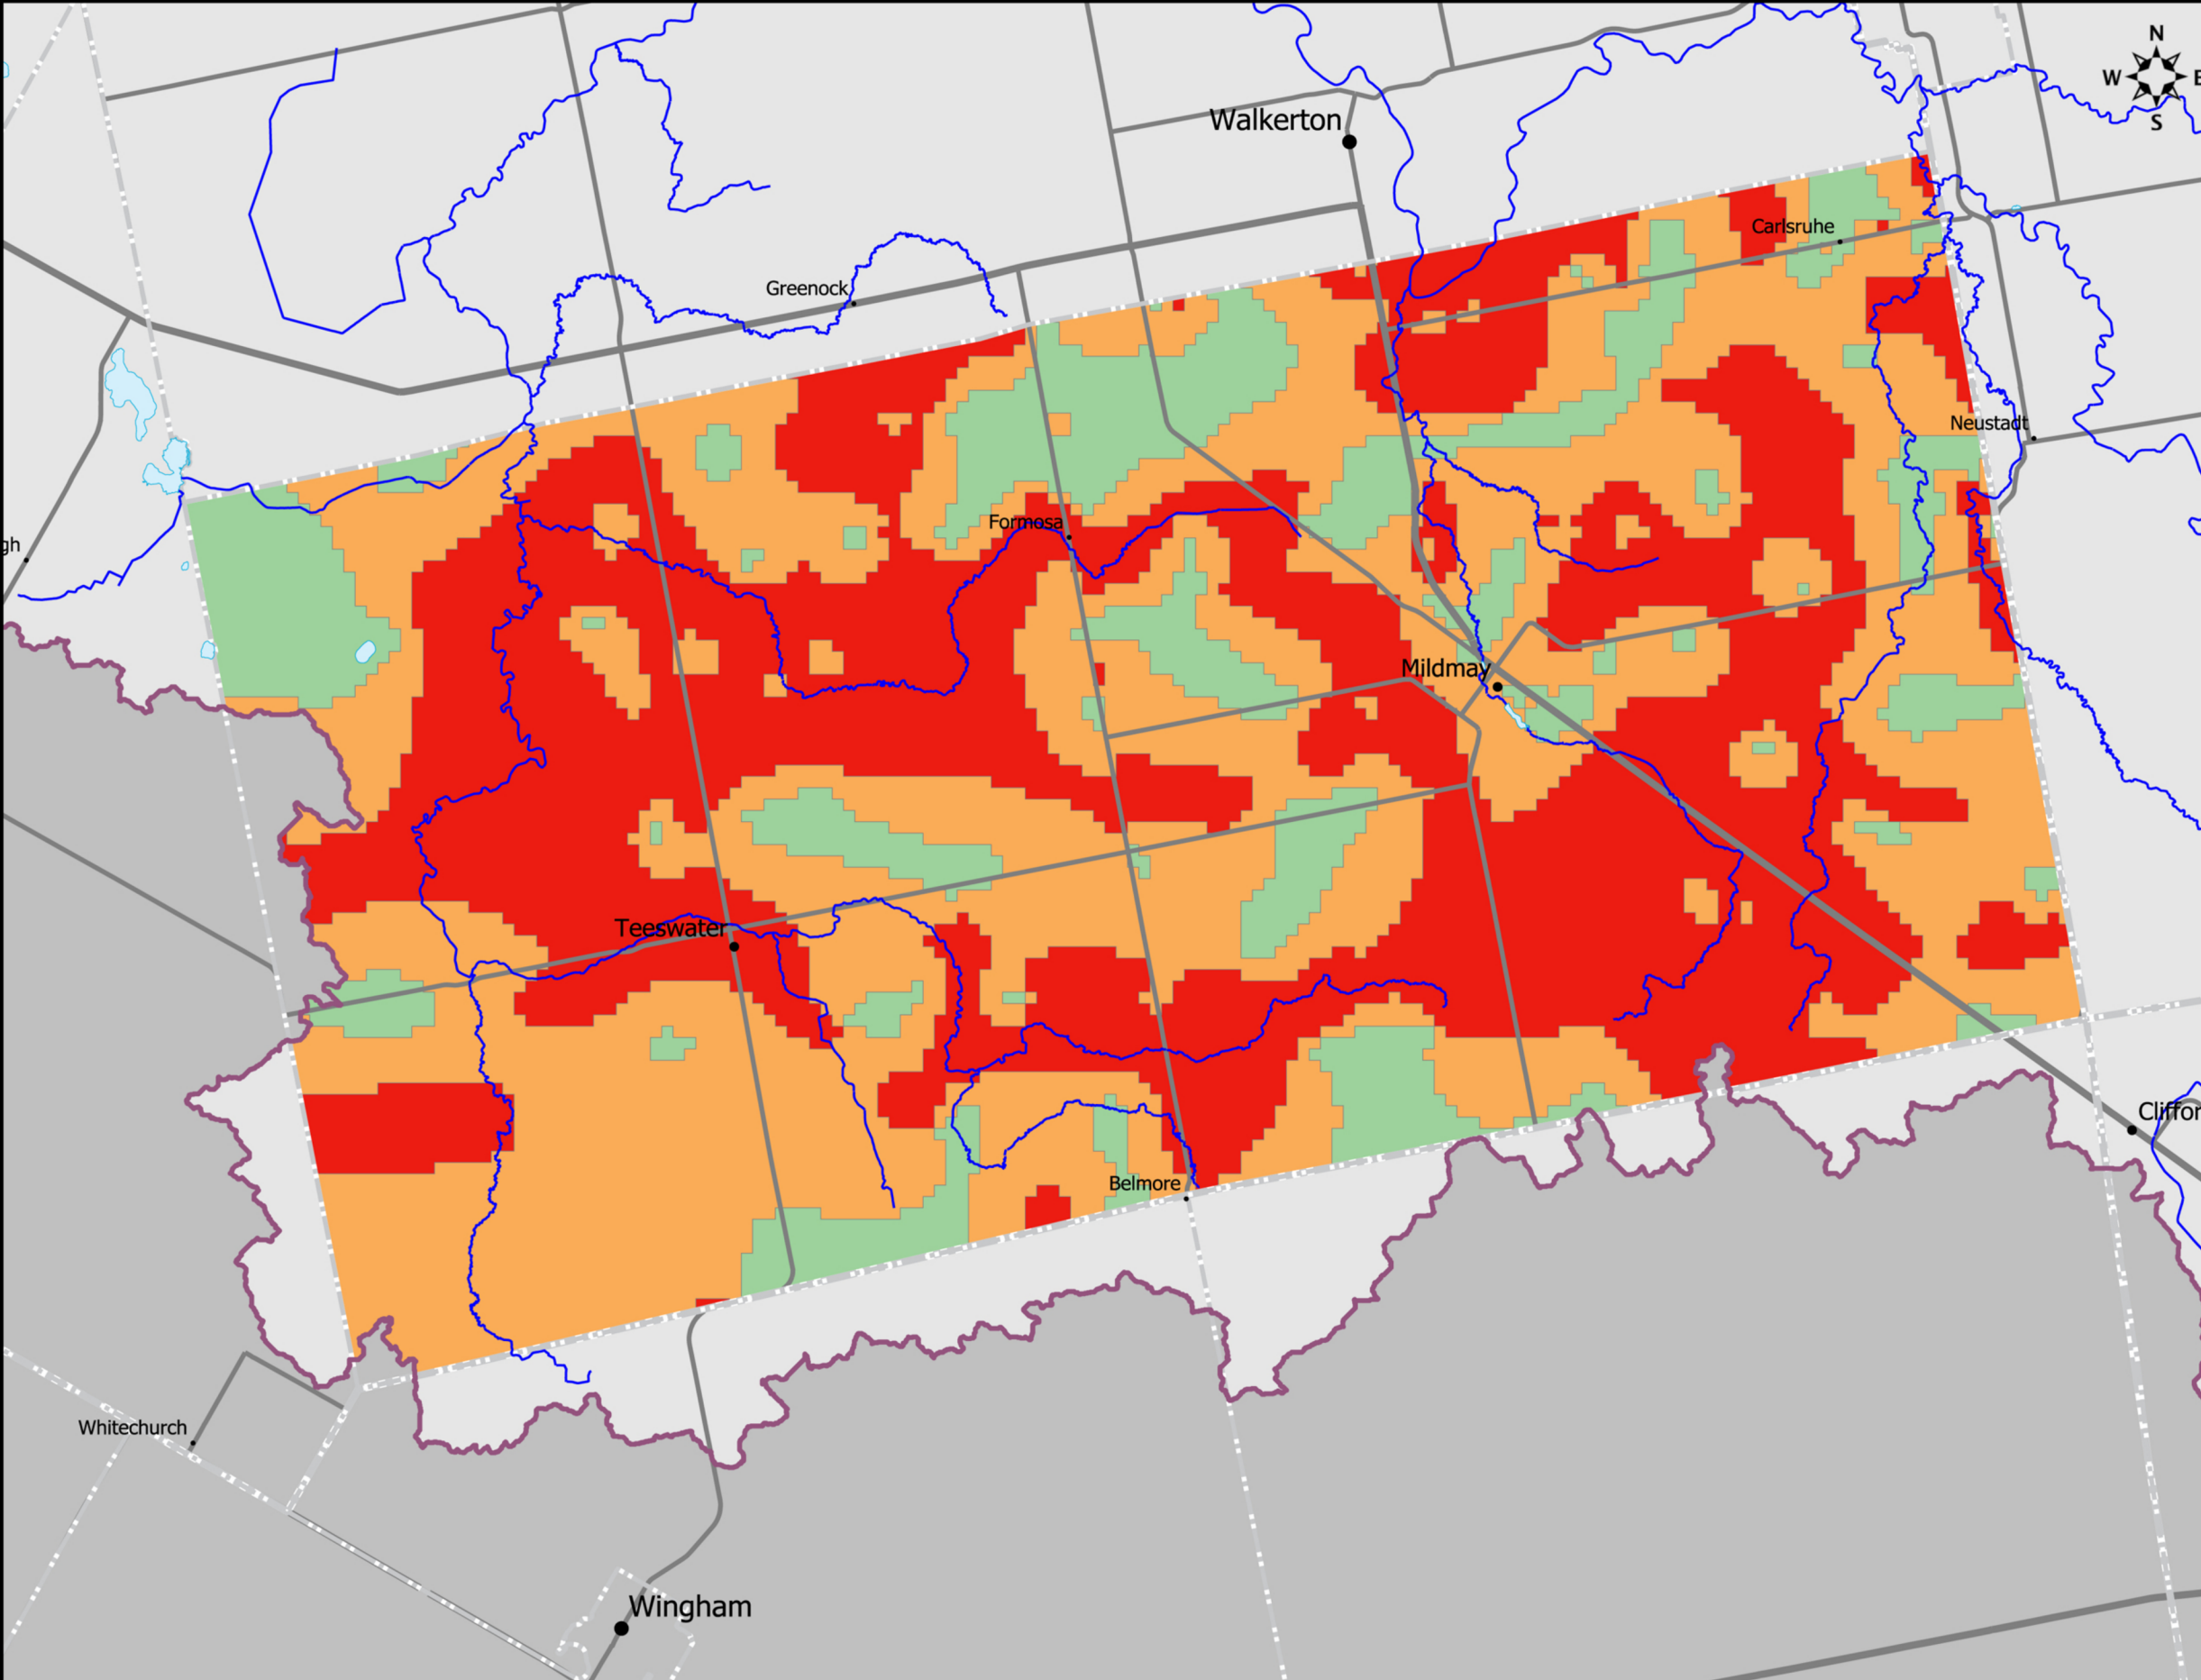 N
W E
S
Walkerton
Carlsruhe
Greenock
Neustadt
Formosa
gh
Mildmay
Teeswater
Cliffor
Belmore
Whitechurch
Wingham